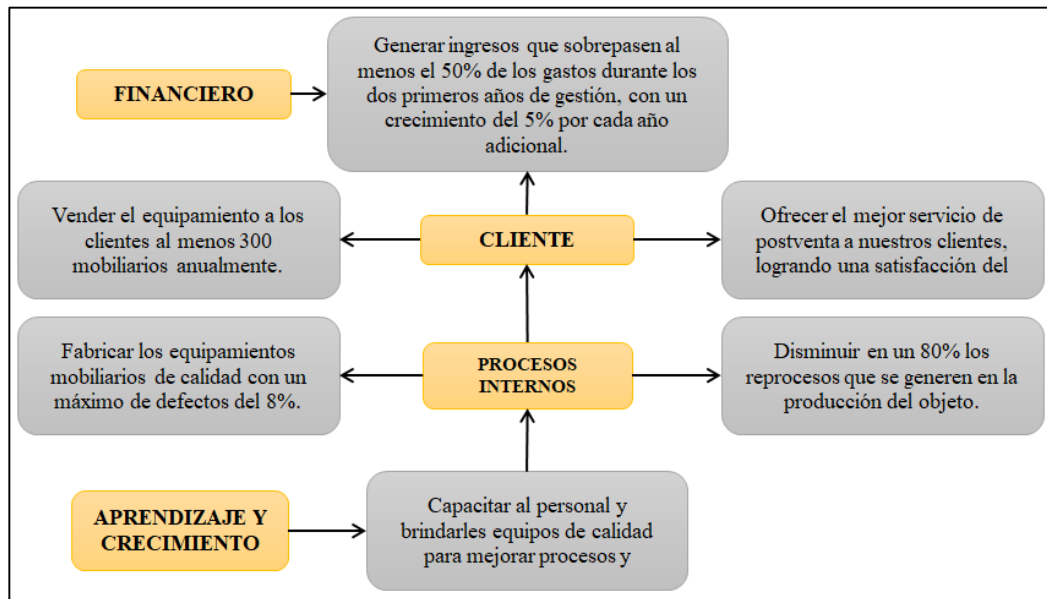 Generar ingresos que sobrepasen al
menos el 50% de los gastos durante los
dos primeros años de gestión, con un
crecimiento del 5% por cada año
adicional.
FINANCIERO
Vender el equipamiento a los
clientes al menos 300
mobiliarios anualmente.
CLIENTE
Ofrecer el mejor servicio de
postventa a nuestros clientes,
logrando una satisfacción del
Fabricar los equipamientos
mobiliarios de calidad con un
máximo de defectos del 8%.
PROCESOS
INTERNOS
Disminuir en un 80% los
reprocesos que se generen en la
producción del objeto.
APRENDIZAJE Y
CRECIMIENTO
Capacitar al personal y
brindarles equipos de calidad
para mejorar procesos y